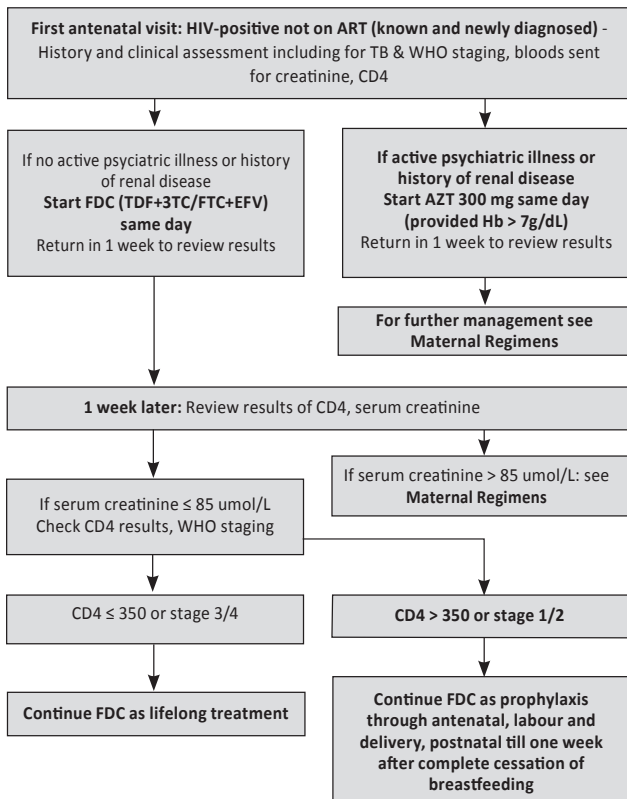 First antenatal visit: HIV-positive not on ART (known and newly diagnosed) -
History and clinical assessment including for TB & WHO staging, bloods sent
for creatinine, CD4
If no active psyciatric illness or history
of renal disease
Start FDC (TDF+3TC/FTC+EFV)
same day
Return in 1 week to review results
If active psychiatric illness or
history of renal disease
Start AZT 300 mg same day
(provided Hb > 7g/dL)
Return in 1 week to review results
For further management see
Maternal Regimens
1 week later: Review results of CD4, serum creatinine
If serum creatinine ≤ 85 umol/L
Check CD4 results, WHO staging
If serum creatinine > 85 umol/L: see
Maternal Regimens
CD4 ≤ 350 or stage 3/4
CD4 > 350 or stage 1/2
Continue FDC as lifelong treatment
Continue FDC as prophylaxis
through antenatal, labour and
delivery, postnatal till one week
after complete cessation of
breastfeeding